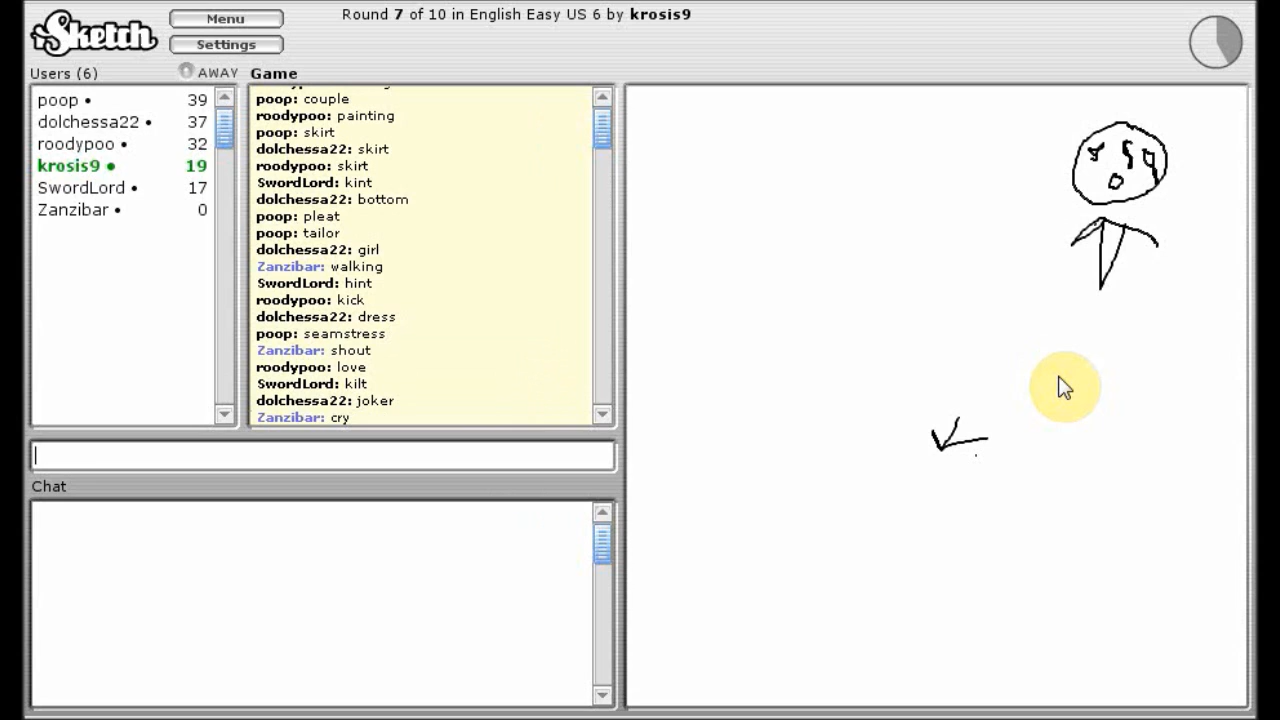 iSketch
Menu
Settings
Round 7 of 10 in English Easy US 6 by krosis9
Users (6)
AWAY
poop • 39
dolchessa22 • 37
roodypoo • 32
krosis9 • 19
SwordLord • 17
Zanzibar • 0
Game
poop: couple
roodypoo: painting
poop: skirt
dolchessa22: skirt
roodypoo: skirt
SwordLord: kint
dolchessa22: bottom
poop: pleat
poop: tailor
dolchessa22: girl
Zanzibar: walking
SwordLord: hint
roodypoo: kick
dolchessa22: dress
poop: seamstress
Zanzibar: shout
roodypoo: love
SwordLord: kilt
dolchessa22: joker
Zanzibar: cry
Chat